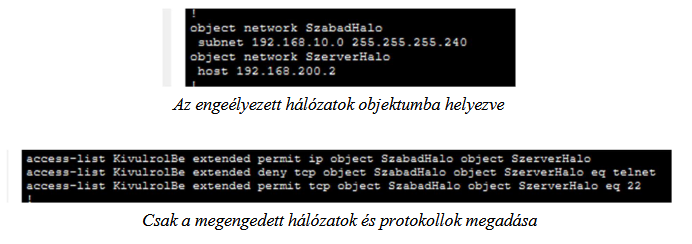 !
object network SzabadHalo
subnet 192.168.10.0 255.255.255.240
object network SzerverHalo
host 192.168.200.2
!
Az engeélyezett hálózatok objektumba helyezve
access-list KivulrolBe extended permit ip object SzabadHalo object SzerverHalo
access-list KivulrolBe extended deny tcp object SzabadHalo object SzerverHalo eq telnet
access-list KivulrolBe extended permit tcp object SzabadHalo object SzerverHalo eq 22
!
Csak a megengedett hálózatok és protokollok megadása